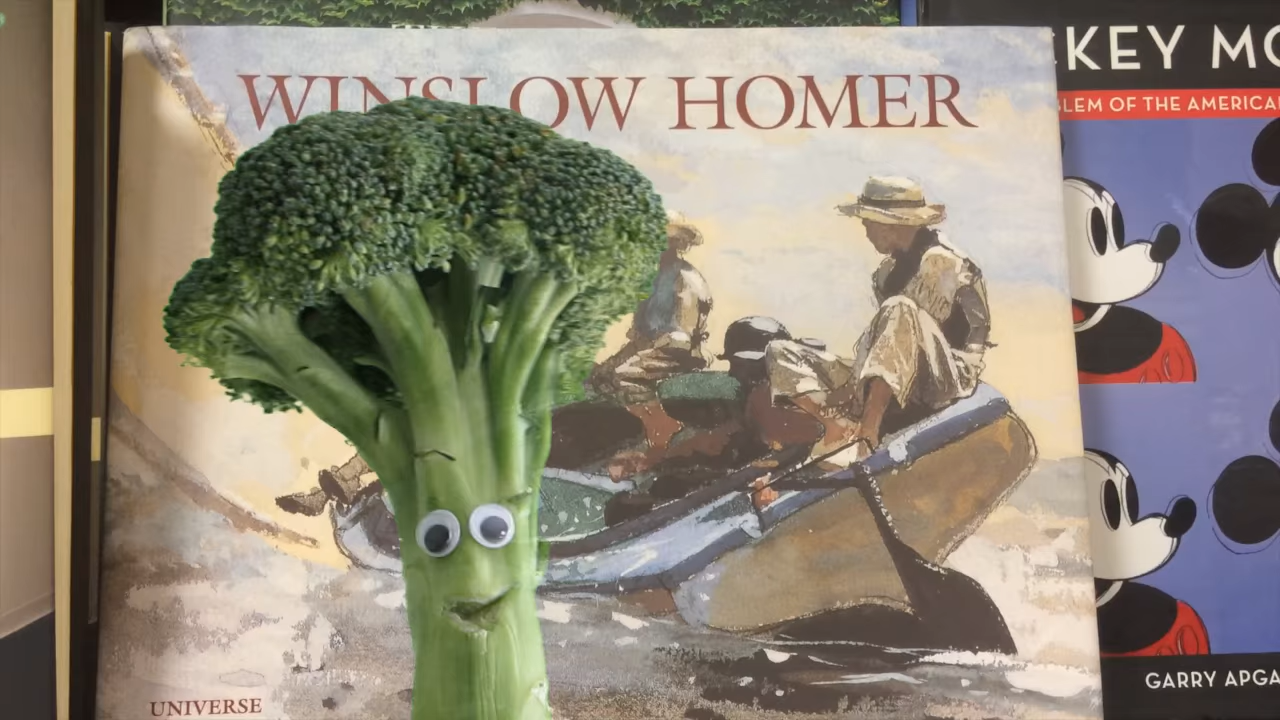 WINSLOW HOMER
UNIVERSE
KEY MO
LEM OF THE AMERICA
GARRY APGA